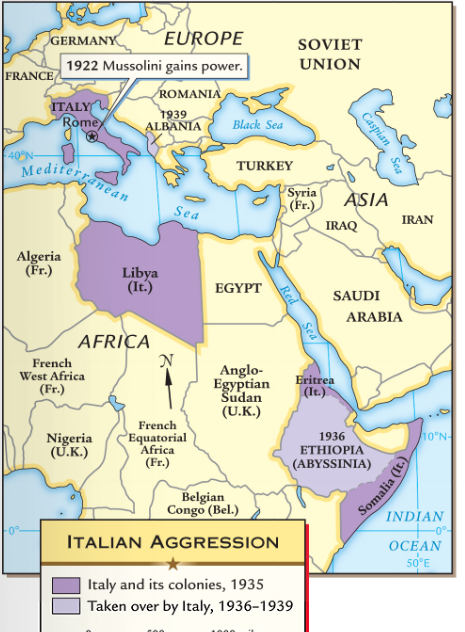 EUROPE
SOVIET
UNION
GERMANY
1922 Mussolini gains power.
FRANCE
ROMANIA
ITALY
Rome
1939
ALBANIA
Black Sea
Caspian
Sea
40°N
Mediterranean
Sea
TURKEY
Syria
(Fr.)
ASIA
IRAQ
IRAN
Algeria
(Fr.)
Libya
(It.)
EGYPT
Red
Sea
SAUDI
ARABIA
AFRICA
N
French
West Africa
(Fr.)
Anglo-
Egyptian
Sudan
(U.K.)
Eritrea
(It.)
Nigeria
(U.K.)
French
Equatorial
Africa
(Fr.)
1936
ETHIOPIA
(ABYSSINIA)
10°N
Somalia (It.)
Belgian
Congo (Bel.)
INDIAN
OCEAN
0°
0°
50°E
ITALIAN AGGRESSION
Italy and its colonies, 1935
Taken over by Italy, 1936–1939